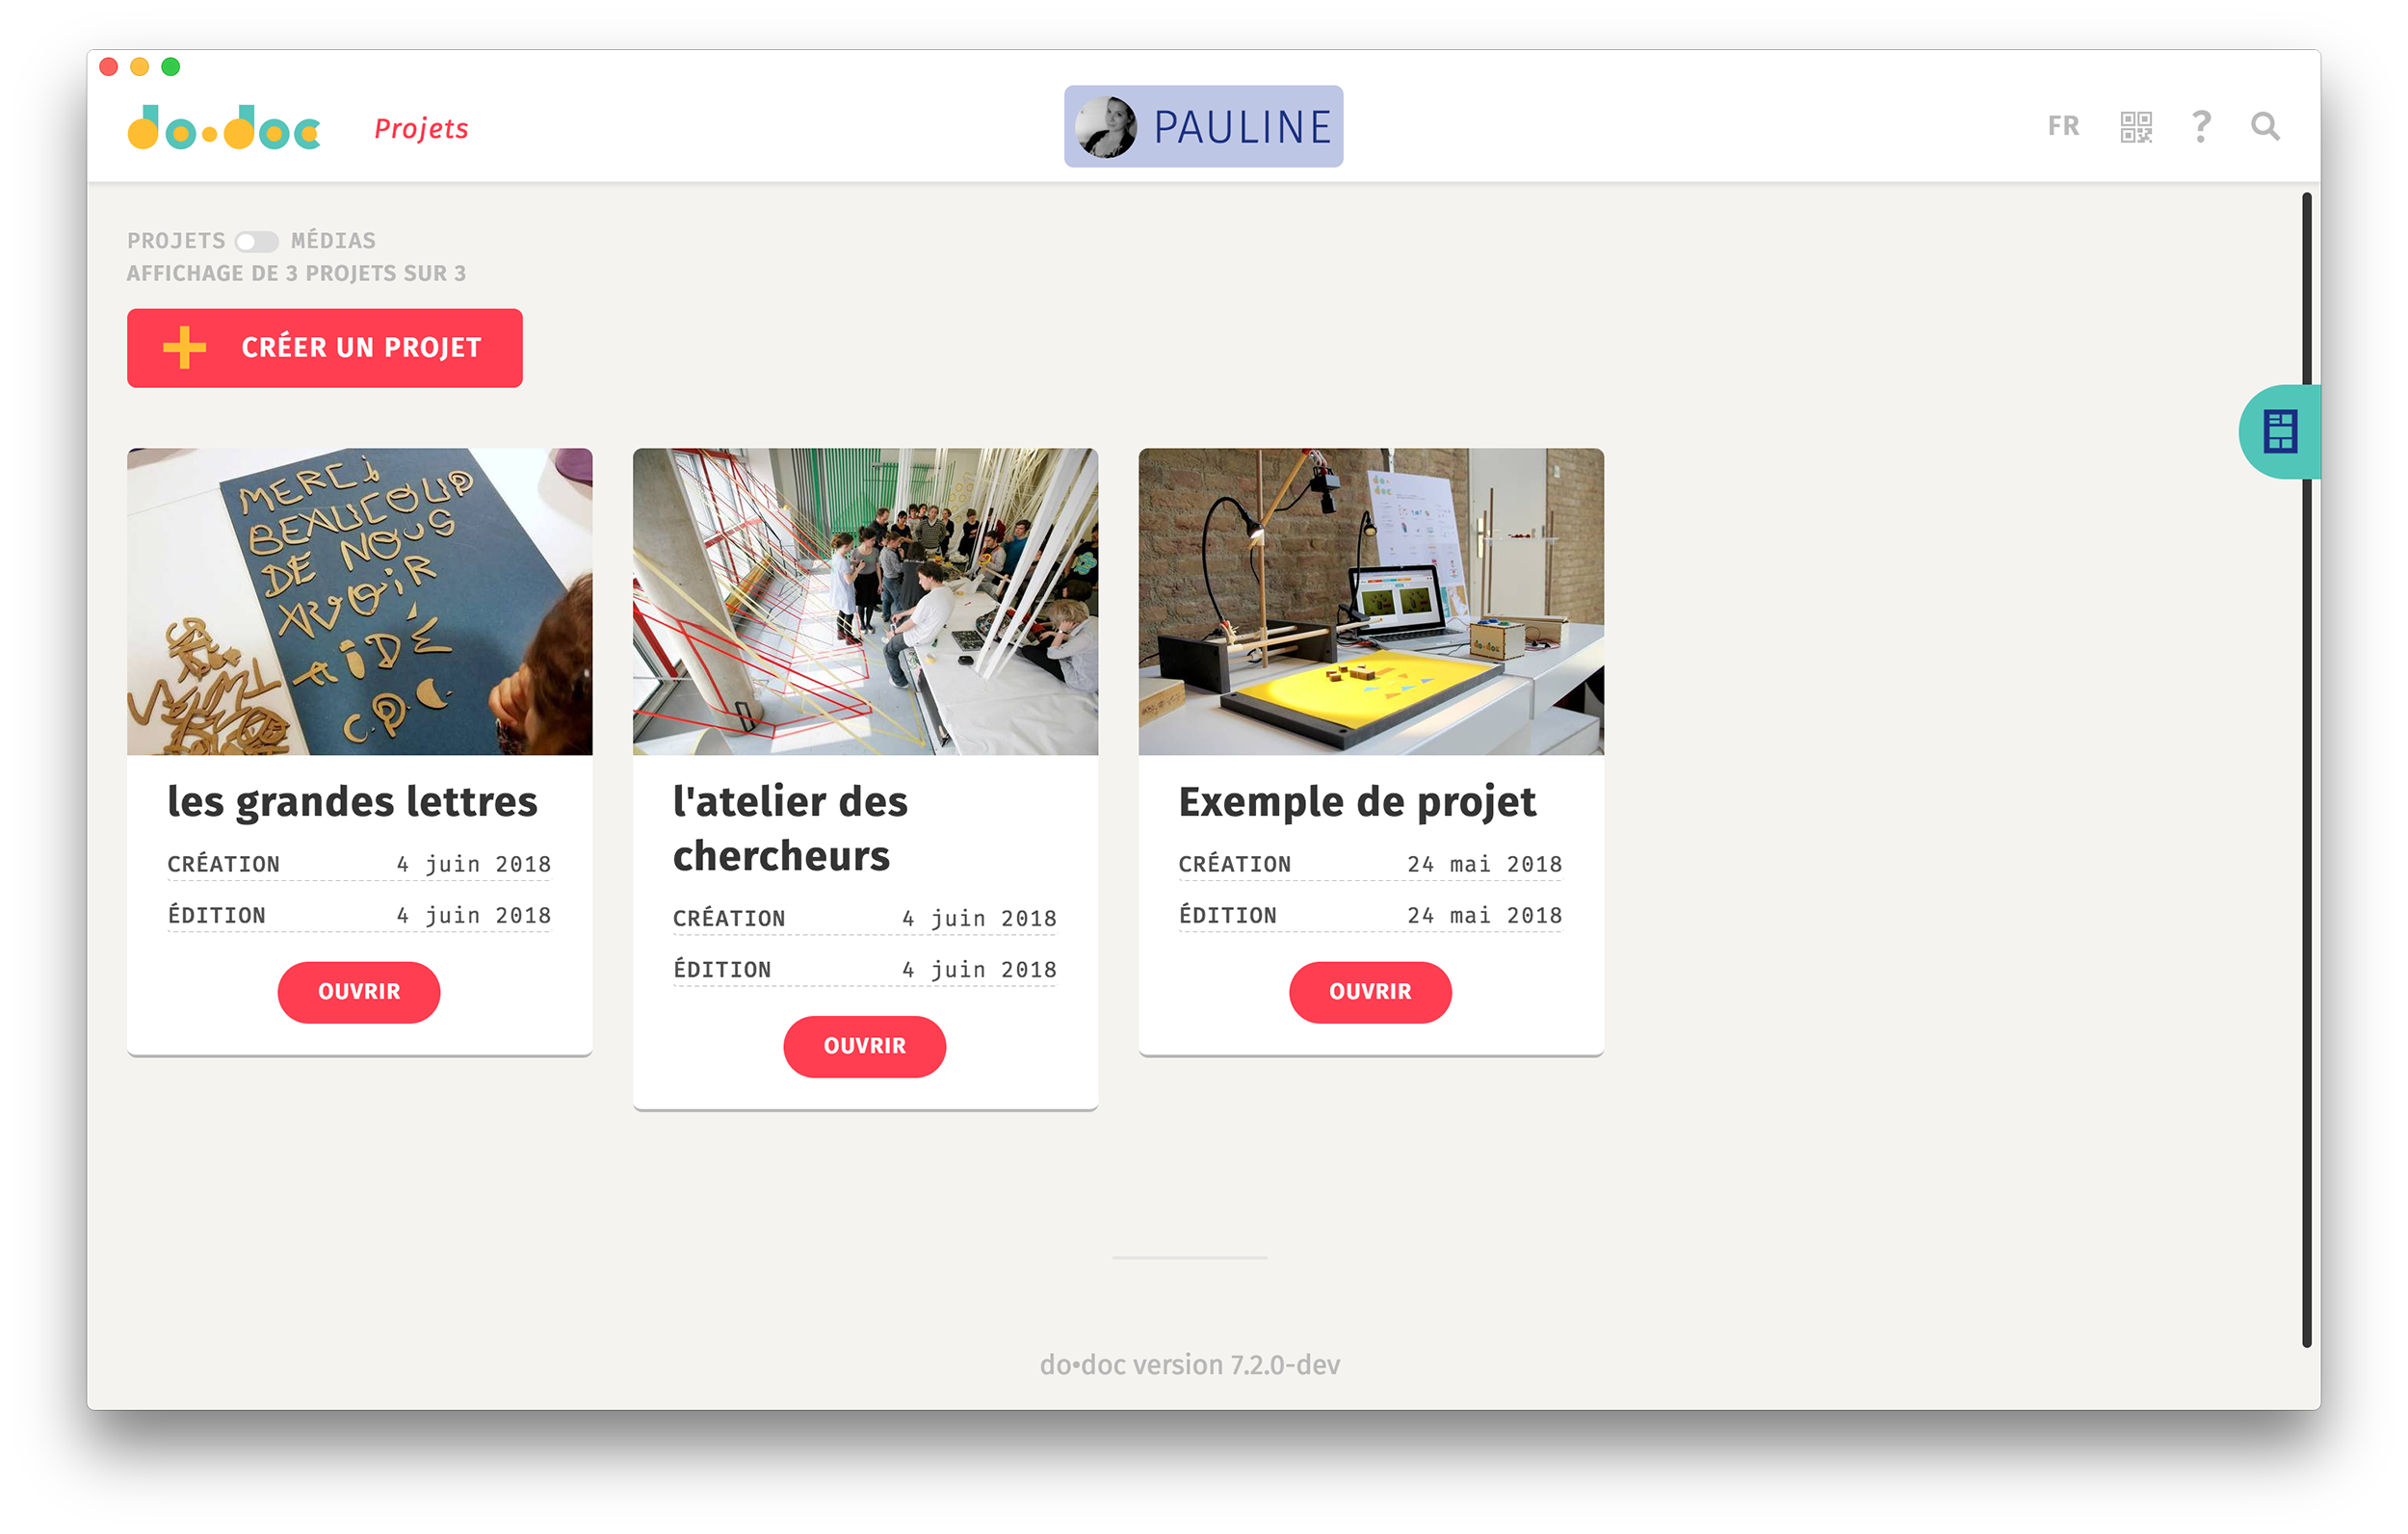 do•doc
Projets
PAULINE
FR
?
PROJETS MÉDIAS
AFFICHAGE DE 3 PROJETS SUR 3
CRÉER UN PROJET
MERCi
BEAUCOUP
DE NOUS
AVOiR
AiDÉ
les grandes lettres
CRÉATION 4 juin 2018
ÉDITION 4 juin 2018
OUVRIR
l'atelier des
chercheurs
CRÉATION 4 juin 2018
ÉDITION 4 juin 2018
OUVRIR
do•doc
Exemple de projet
CRÉATION 24 mai 2018
ÉDITION 24 mai 2018
OUVRIR
do•doc version 7.2.0-dev